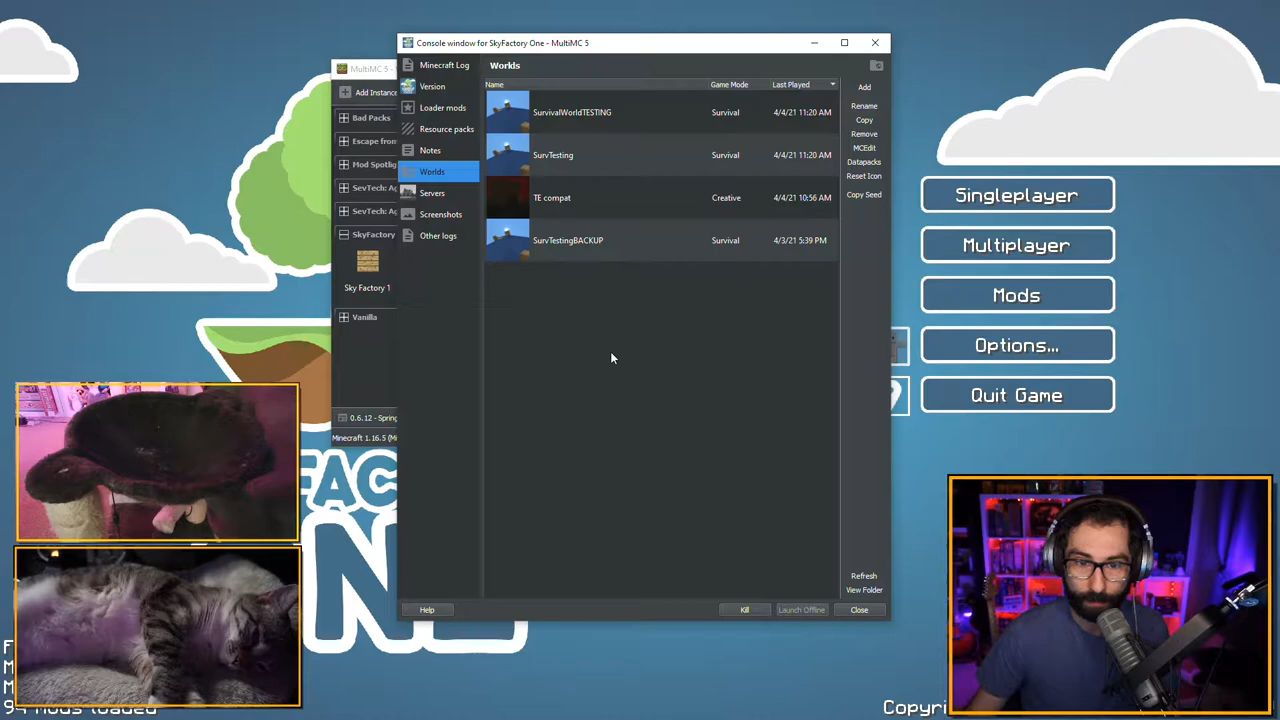 Console window for SkyFactory One - MultiMC 5
MultiMC 5 -
Add Instance
Bad Packs
Escape from
Mod Spotlig
SevTech: Ag
SevTech: Ag
SkyFactory
Sky Factory 1
Vanilla
0.6.12 - Spring
Minecraft 1.16.5 (Mi
Minecraft Log
Version
Loader mods
Resource packs
Notes
Worlds
Servers
Screenshots
Other logs
Worlds
Name Game Mode Last Played
SurvivalWorldTESTING Survival 4/4/21 11:20 AM
SurvTesting Survival 4/4/21 11:20 AM
TE compat Creative 4/4/21 10:56 AM
SurvTestingBACKUP Survival 4/3/21 5:39 PM
Add
Rename
Copy
Remove
MCEdit
Datapacks
Reset Icon
Copy Seed
Refresh
View Folder
Help
Kill
Launch Offline
Close
Singleplayer
Multiplayer
Mods
Options...
Quit Game
FAC
F
M
M
94 Mods loaded
Copyri